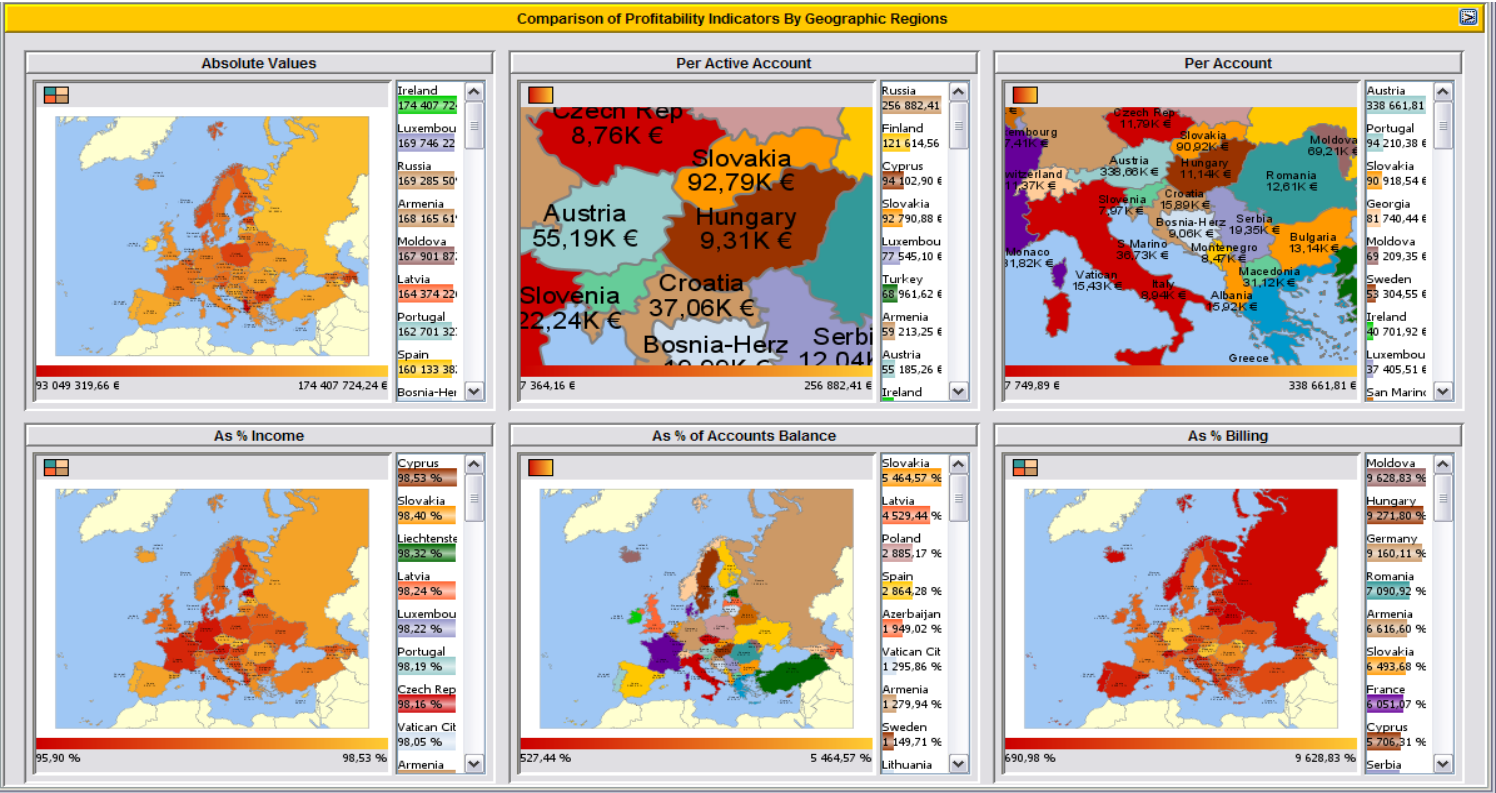 Comparison of Profitability Indicators By Geographic Regions
Absolute Values
Ireland
174 407 72
Luxembou
169 746 22
Russia
169 285 50
Armenia
168 165 61
Moldova
167 901 87
Latvia
164 374 22
Portugal
162 701 32
Spain
160 133 38
Bosnia-Her
93 049 319,66 €
174 407 724,24 €
Per Active Account
Czech Rep
8,76K €
Slovakia
92,79K €
Austria
55,19K €
Hungary
9,31K €
Croatia
37,06K €
Slovenia
22,24K €
Bosnia-Herz
Serbi
12,04K
Russia
256 882,41
Finland
121 614,56
Cyprus
94 102,90 €
Slovakia
92 790,88 €
Luxembou
77 545,10 €
Turkey
68 961,62 €
Armenia
59 213,25 €
Austria
55 185,26 €
Ireland
7 364,16 €
256 882,41 €
Per Account
Czech Rep
11,79K €
embourg
7,41K €
Slovakia
90,92K €
Moldova
69,21K €
Austria
338,66K €
Hungary
11,14K €
witzerland
11,37K €
Romania
12,61K €
Slovenia
7,97K €
Croatia
15,89K €
Bosnia-Herz
9,06K €
Serbia
19,35K €
S.Marino
36,73K €
Montenegro
8,47K €
Bulgaria
13,14K €
Monaco
31,82K €
Vatican
15,43K €
Italy
8,94K €
Macedonia
31,12K €
Albania
15,92K €
Greece
Austria
338 661,81
Portugal
94 210,38 €
Slovakia
90 918,54 €
Georgia
81 740,44 €
Moldova
69 209,35 €
Sweden
53 304,55 €
Ireland
40 701,92 €
Luxembou
37 405,51 €
San Marino
7 749,89 €
338 661,81 €
As % Income
Cyprus
98,53 %
Slovakia
98,40 %
Liechtenste
98,32 %
Latvia
98,24 %
Luxembou
98,22 %
Portugal
98,19 %
Czech Rep
98,16 %
Vatican Cit
98,05 %
Armenia
95,90 %
98,53 %
As % of Accounts Balance
Slovakia
5 464,57 %
Latvia
4 529,44 %
Poland
2 885,17 %
Spain
2 864,28 %
Azerbaijan
1 949,02 %
Vatican Cit
1 295,86 %
Armenia
1 279,94 %
Sweden
1 149,71 %
Lithuania
527,44 %
5 464,57 %
As % Billing
Moldova
9 628,83 %
Hungary
9 271,80 %
Germany
9 160,11 %
Romania
7 090,92 %
Armenia
6 616,60 %
Slovakia
6 493,68 %
France
6 051,07 %
Cyprus
5 706,31 %
Serbia
690,98 %
9 628,83 %